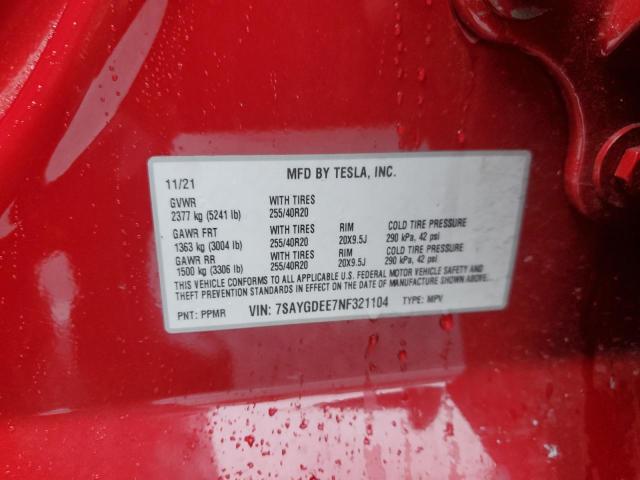 MFD BY TESLA, INC.
11/21
GVWR WITH TIRES
2377 kg (5241 lb) 255/40R20
GAWR FRT WITH TIRES RIM COLD TIRE PRESSURE
1363 kg (3004 lb) 255/40R20 20X9.5J 290 kPa, 42 psi
GAWR RR WITH TIRES RIM COLD TIRE PRESSURE
1500 kg (3306 lb) 255/40R20 20X9.5J 290 kPa, 42 psi
THIS VEHICLE CONFORMS TO ALL APPLICABLE U.S. FEDERAL MOTOR VEHICLE SAFETY AND
THEFT PREVENTION STANDARDS IN EFFECT ON THE DATE OF MANUFACTURE SHOWN ABOVE.
PNT: PPMR VIN: 7SAYGDEE7NF321104 TYPE: MPV